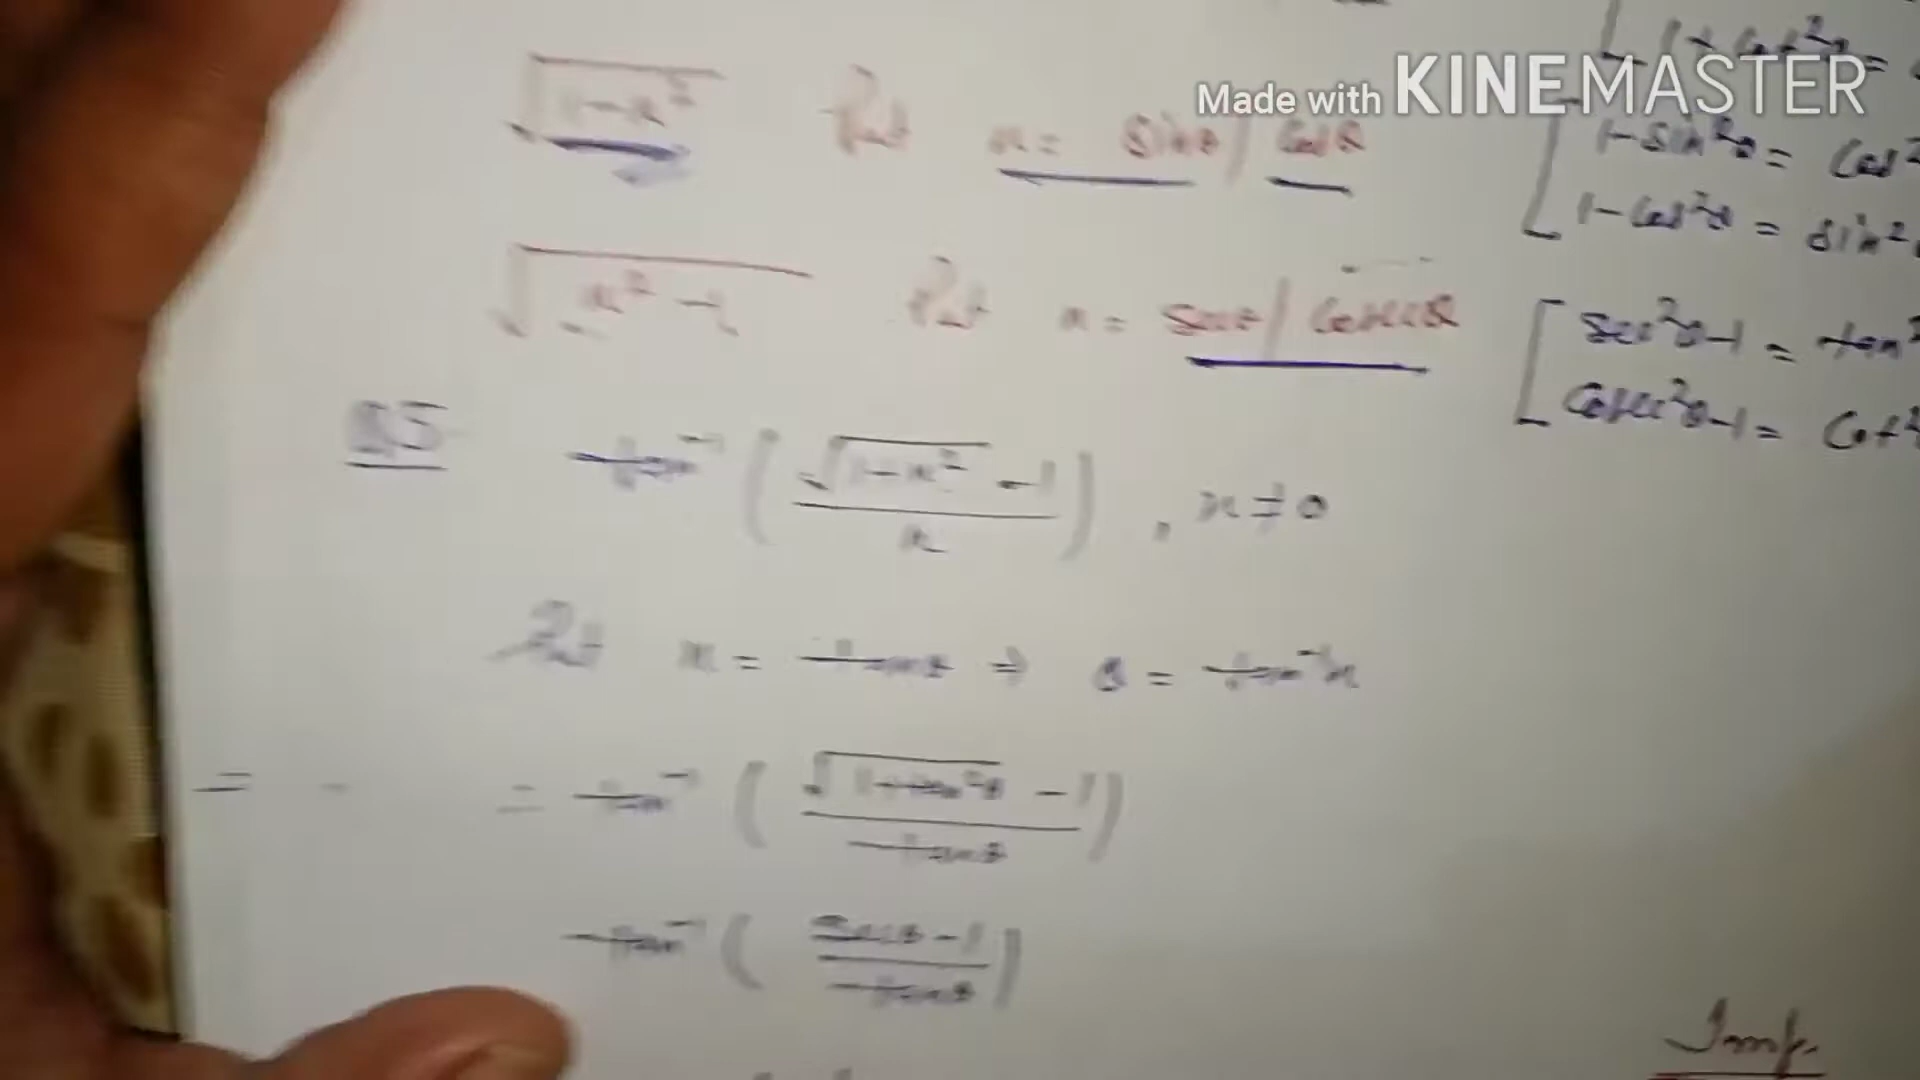 Made with KINEMASTER
√1-x² Put x = sinθ | cosθ
√x²-1 Put x = secθ | cosecθ
1+cot²θ =
1-sin²θ = cos²
1-cos²θ = sin²
sec²θ-1 = tan²
cosec²θ-1 = cot²
Q5 tan⁻¹ ( (√1-x² -1) / x ) , x ≠ 0
Put x = tanθ ⇒ θ = tan⁻¹x
= = tan⁻¹ ( (√1+tan²θ -1) / tanθ )
tan⁻¹ ( (secθ-1) / tanθ )
Imp.